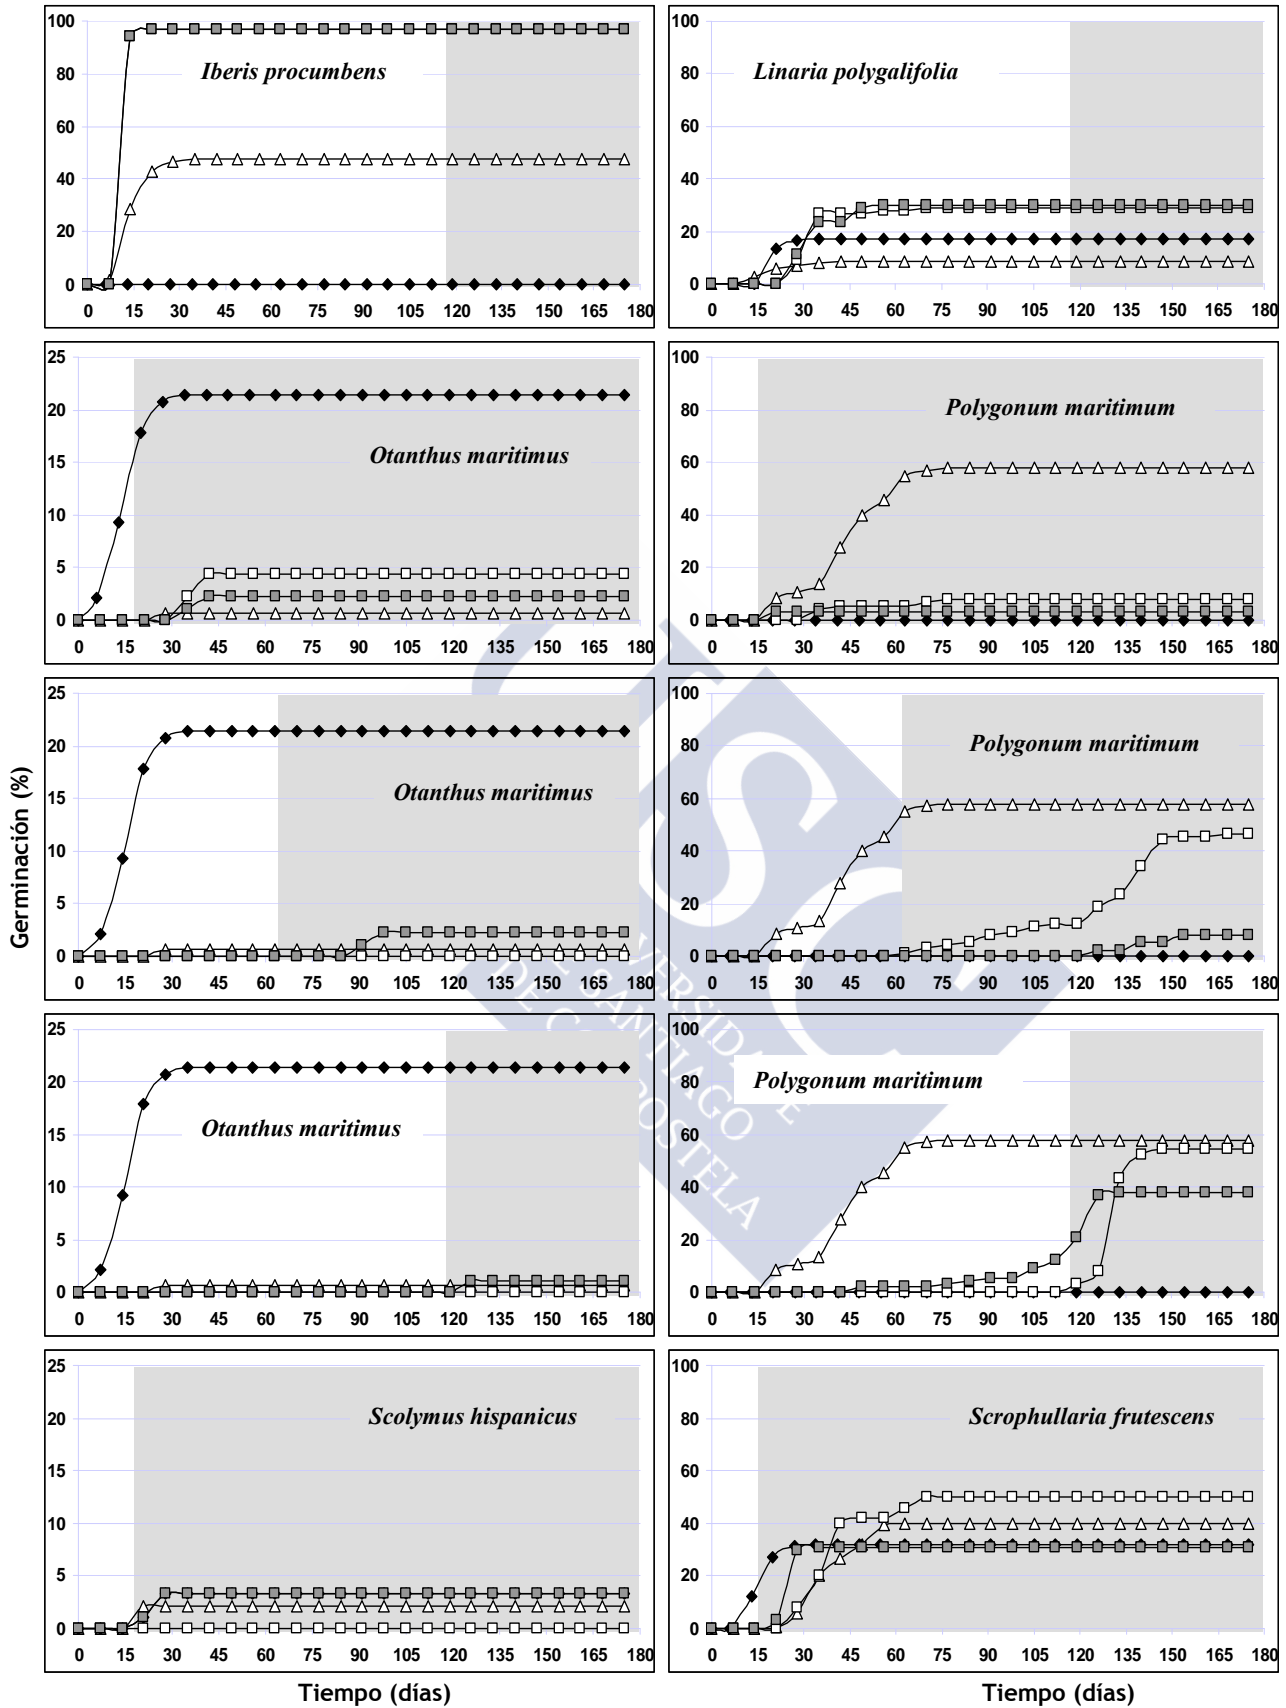 100
80
60
40
20
0
Iberis procumbens
0 15 30 45 60 75 90 105 120 135 150 165 180
100
80
60
40
20
0
Linaria polygalifolia
0 15 30 45 60 75 90 105 120 135 150 165 180
25
20
15
10
5
0
Otanthus maritimus
0 15 30 45 60 75 90 105 120 135 150 165 180
100
80
60
40
20
0
Polygonum maritimum
0 15 30 45 60 75 90 105 120 135 150 165 180
Germinación (%)
25
20
15
10
5
0
Otanthus maritimus
0 15 30 45 60 75 90 105 120 135 150 165 180
100
80
60
40
20
0
Polygonum maritimum
0 15 30 45 60 75 90 105 120 135 150 165 180
25
20
15
10
5
0
Otanthus maritimus
0 15 30 45 60 75 90 105 120 135 150 165 180
100
80
60
40
20
0
Polygonum maritimum
0 15 30 45 60 75 90 105 120 135 150 165 180
25
20
15
10
5
0
Scolymus hispanicus
0 15 30 45 60 75 90 105 120 135 150 165 180
100
80
60
40
20
0
Scrophullaria frutescens
0 15 30 45 60 75 90 105 120 135 150 165 180
Tiempo (días)
Tiempo (días)